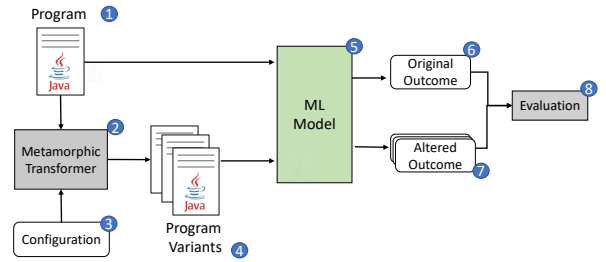 Program 1
Java
2
Metamorphic
Transformer
3
Configuration
Java
Program
Variants 4
5
ML
Model
6
Original
Outcome
Altered
Outcome
7
8
Evaluation